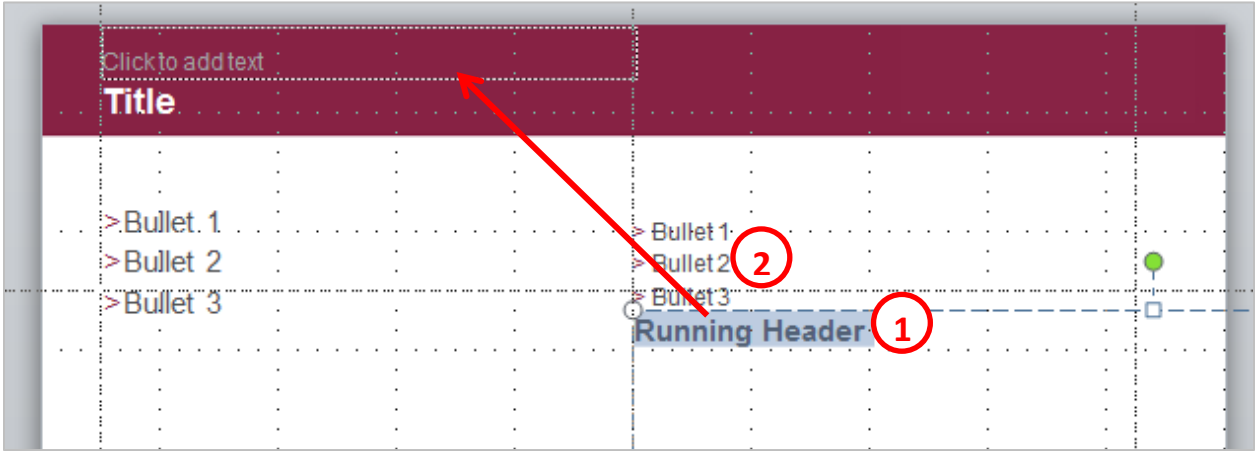 Click to add text
Title
>Bullet 1
>Bullet 2
>Bullet 3
> Bullet 1
> Bullet 2
2
> Bullet 3
Running Header
1